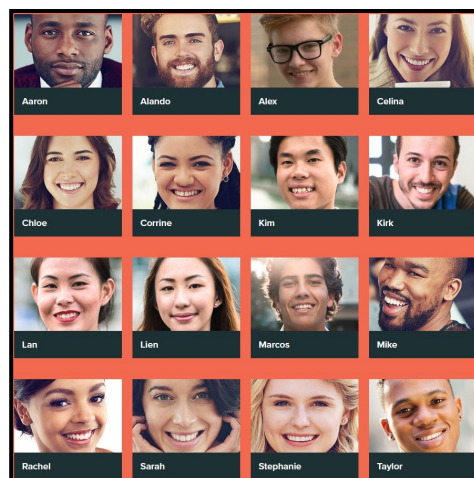 Aaron
Alando
Alex
Celina
Chloe
Corrine
Kim
Kirk
Lan
Lien
Marcos
Mike
Rachel
Sarah
Stephanie
Taylor